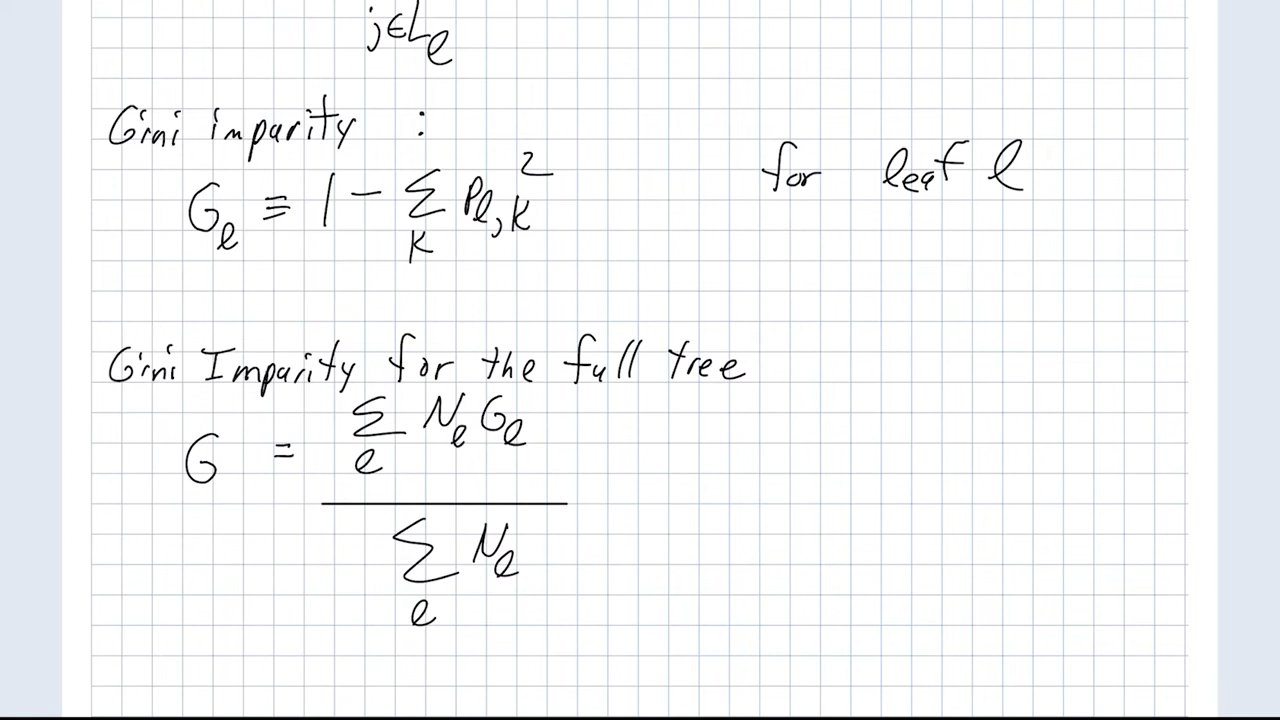 j∈L_ℓ
Gini impurity :
for leaf ℓ
G_ℓ ≡ 1 − Σ_K P_ℓ,K^2
Gini Impurity for the full tree
G = Σ_ℓ N_ℓ G_ℓ
Σ_ℓ N_ℓ